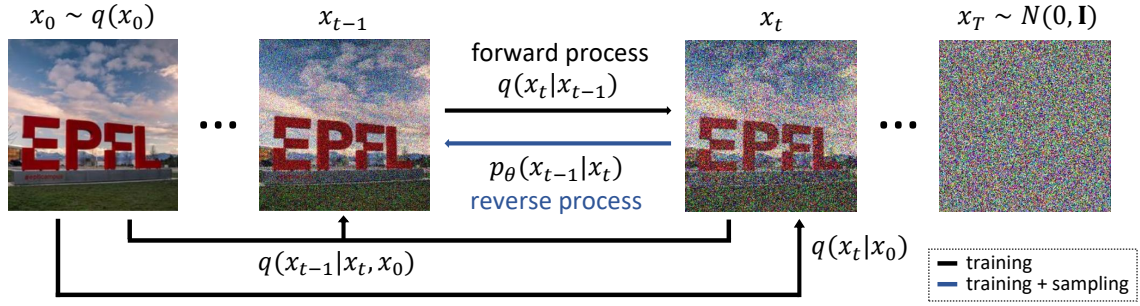 x_0 ~ q(x_0)
x_{t-1}
x_t
x_T ~ N(0, I)
forward process
q(x_t|x_{t-1})
EPFL
...
EPFL
EPFL
...
p_θ(x_{t-1}|x_t)
reverse process
q(x_{t-1}|x_t, x_0)
q(x_t|x_0)
training
training + sampling